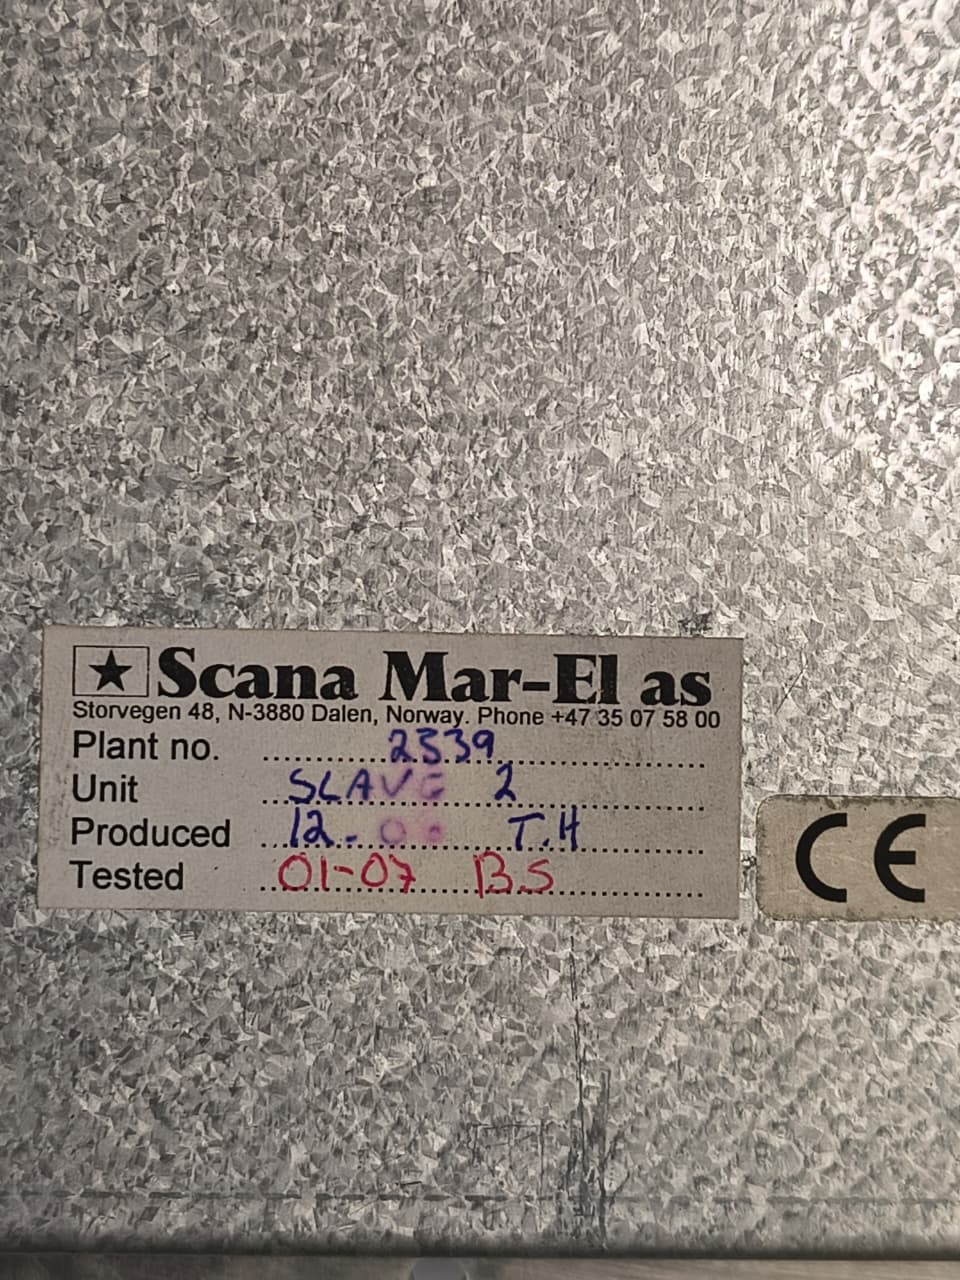 ★ Scana Mar-El as
Storvegen 48, N-3880 Dalen, Norway. Phone +47 35 07 58 00
Plant no. 2339
Unit SLAVE 2
Produced 12- T.H
Tested 01-07 B.S
CE